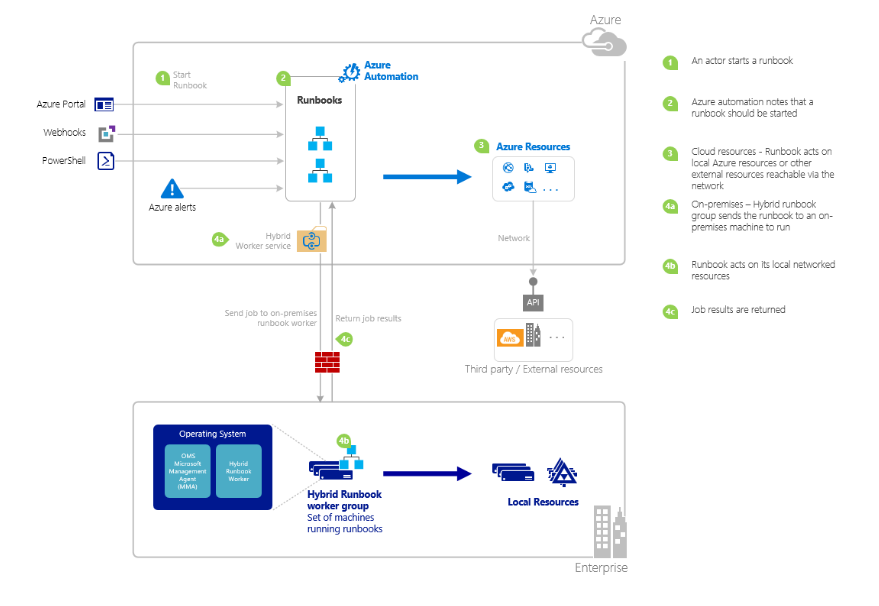 Azure
1
Start
Runbook
2
Azure
Automation
Runbooks
Azure Portal
Webhooks
PowerShell
Azure alerts
3
Azure Resources
...
4a
Hybrid
Worker service
Network
API
Send job to on-premises
runbook worker
Return job results
4c
AWS
...
Third party / External resources
Operating System
OMS
Microsoft
Management
Agent
(MMA)
Hybrid
Runbook
Worker
4b
Hybrid Runbook
worker group
Set of machines
running runbooks
Local Resources
Enterprise
1
An actor starts a runbook
2
Azure automation notes that a
runbook should be started
3
Cloud resources - Runbook acts on
local Azure resources or other
external resources reachable via the
network
4a
On-premises – Hybrid runbook
group sends the runbook to an on-
premises machine to run
4b
Runbook acts on its local networked
resources
4c
Job results are returned